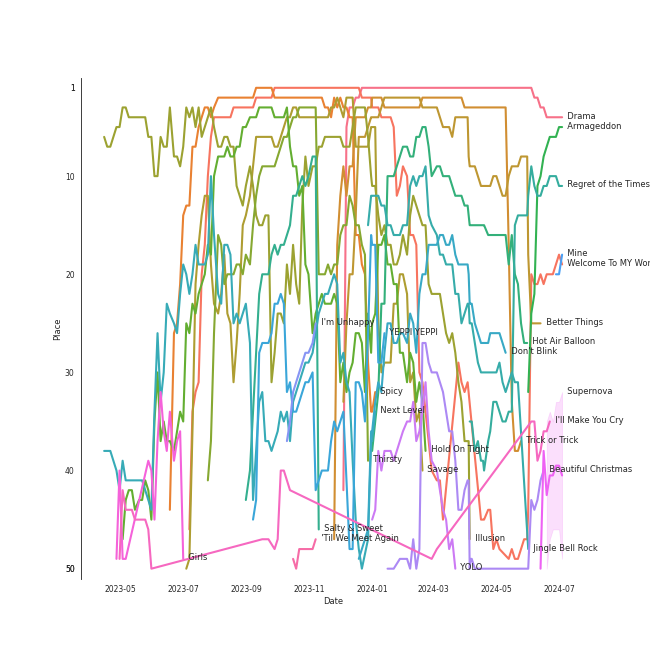 1
10
20
30
40
50
Place
Drama
Armageddon
Regret of the Times
Mine
Welcome To MY Wor
Better Things
I'm Unhappy
YEPPI YEPPI
Hot Air Balloon
Don't Blink
Spicy
Supernova
Next Level
I'll Make You Cry
Trick or Trick
Hold On Tight
Thirsty
Savage
Beautiful Christmas
Salty & Sweet
'Til We Meet Again
Illusion
Jingle Bell Rock
Girls
YOLO
2023-05
2023-07
2023-09
2023-11
2024-01
2024-03
2024-05
2024-07
Date